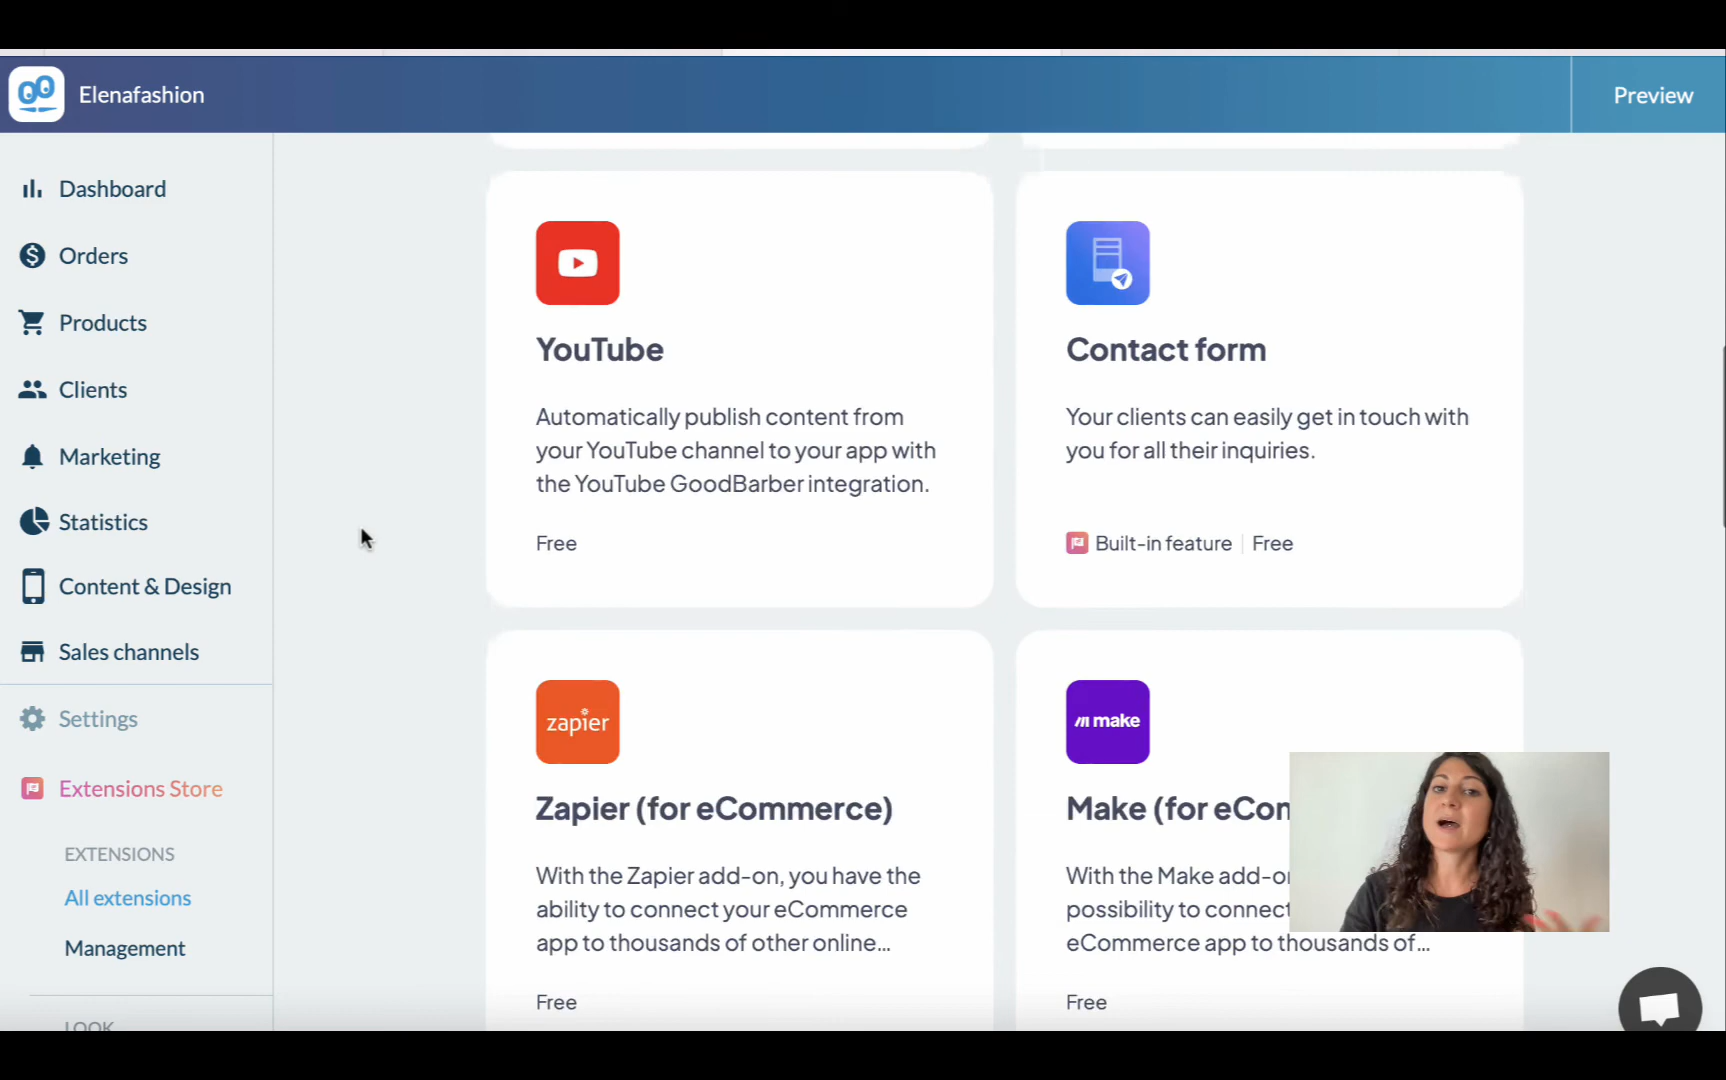 Elenafashion
Preview
Dashboard
Orders
Products
Clients
Marketing
Statistics
Content & Design
Sales channels
Settings
Extensions Store
EXTENSIONS
All extensions
Management
LOOK
YouTube
Automatically publish content from
your YouTube channel to your app with
the YouTube GoodBarber integration.
Free
Contact form
Your clients can easily get in touch with
you for all their inquiries.
Built-in feature
Free
zapier
Zapier (for eCommerce)
With the Zapier add-on, you have the
ability to connect your eCommerce
app to thousands of other online...
Free
make
Make (for eCom
With the Make add-o
possibility to connec
eCommerce app to thousands of...
Free